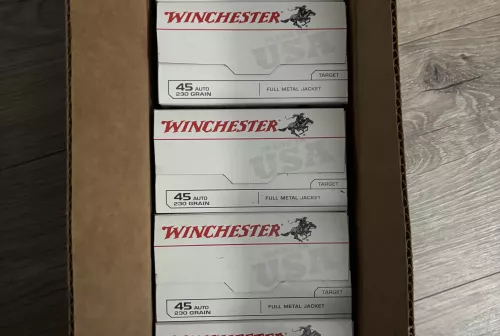 WINCHESTER
USA
TARGET
45 AUTO
230 GRAIN
FULL METAL JACKET
WINCHESTER
USA
TARGET
45 AUTO
230 GRAIN
FULL METAL JACKET
WINCHESTER
USA
TARGET
45 AUTO
230 GRAIN
FULL METAL JACKET
WINCHESTER